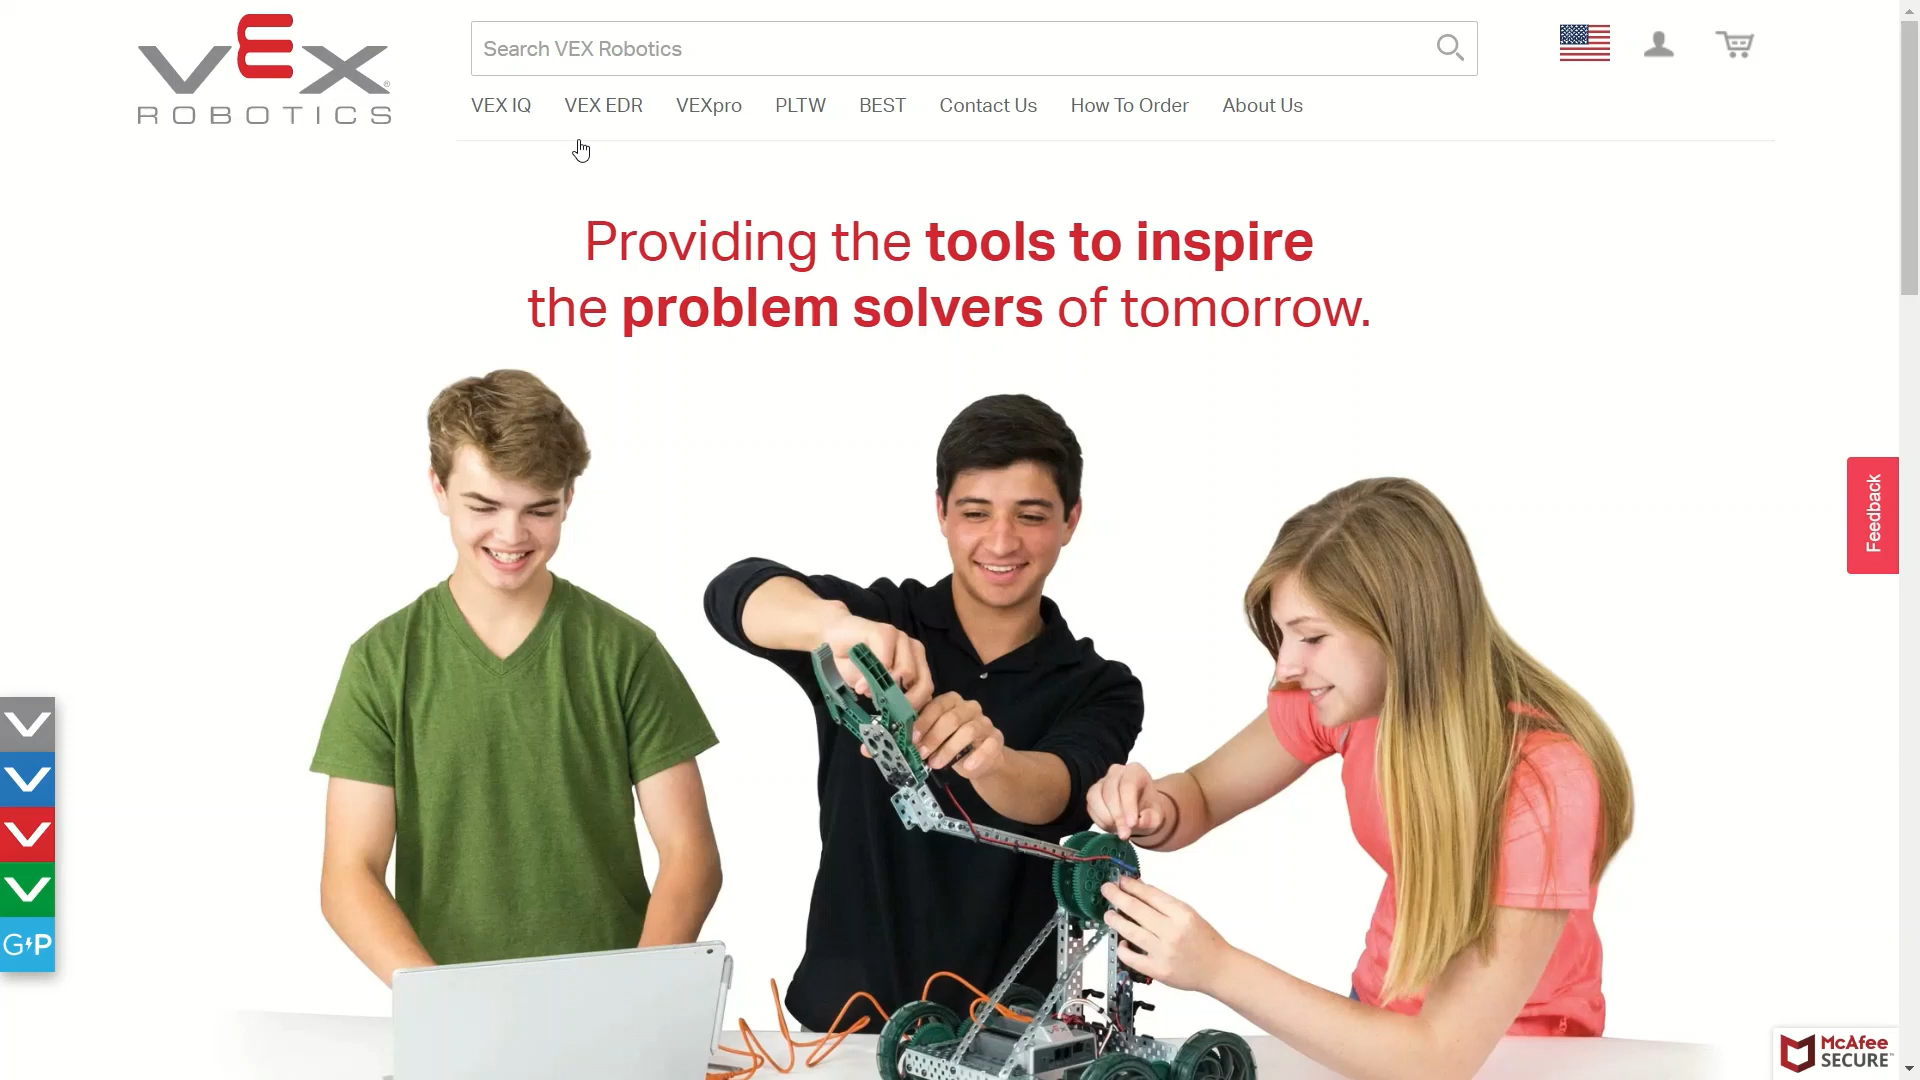 VEX
ROBOTICS
Search VEX Robotics
VEX IQ
VEX EDR
VEXpro
PLTW
BEST
Contact Us
How To Order
About Us
Providing the tools to inspire
the problem solvers of tomorrow.
Feedback
G P
McAfee
SECURE